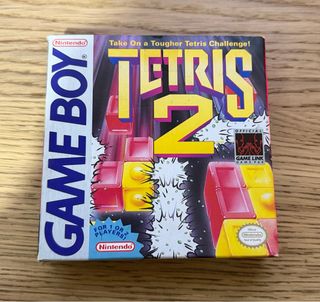 Nintendo
GAME BOY
Take On a Tougher Tetris Challenge!
TETRIS
2
OFFICIAL
GAME LINK
FOR 1 OR 2
PLAYERS!
Nintendo
Nintendo